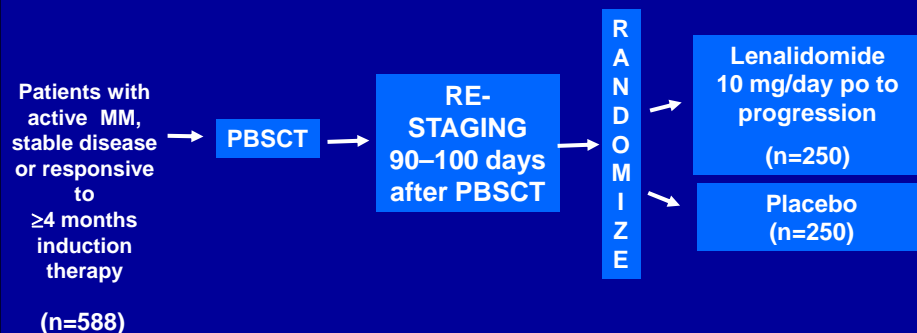 Patients with
active MM,
stable disease
or responsive
to
≥4 months
induction
therapy
(n=588)
PBSCT
RE-
STAGING
90–100 days
after PBSCT
R
A
N
D
O
M
I
Z
E
Lenalidomide
10 mg/day po to
progression
(n=250)
Placebo
(n=250)